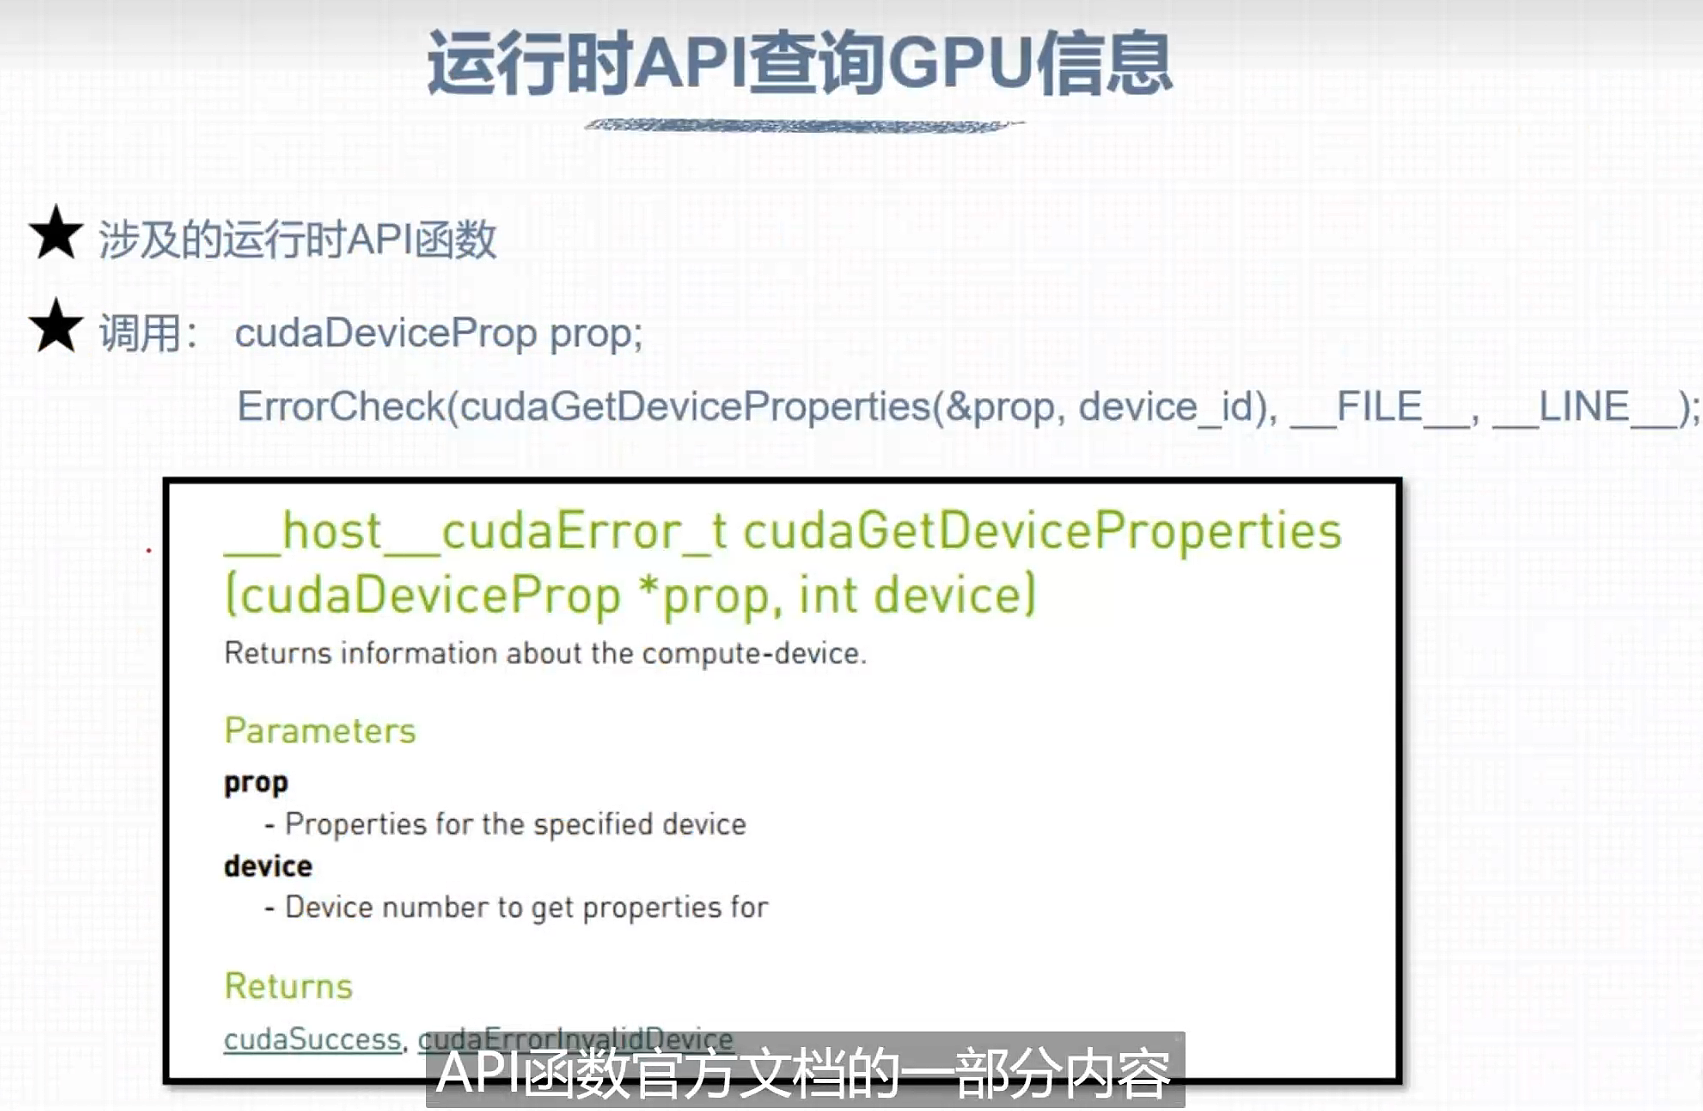 运行时API查询GPU信息
涉及的运行时API函数
调用： cudaDeviceProp prop;
ErrorCheck(cudaGetDeviceProperties(&prop, device_id), __FILE__, __LINE__);
__host__cudaError_t cudaGetDeviceProperties
(cudaDeviceProp *prop, int device)
Returns information about the compute-device.
Parameters
prop
- Properties for the specified device
device
- Device number to get properties for
Returns
cudaSuccess, cudaErrorInvalidDevice
API函数官方文档的一部分内容